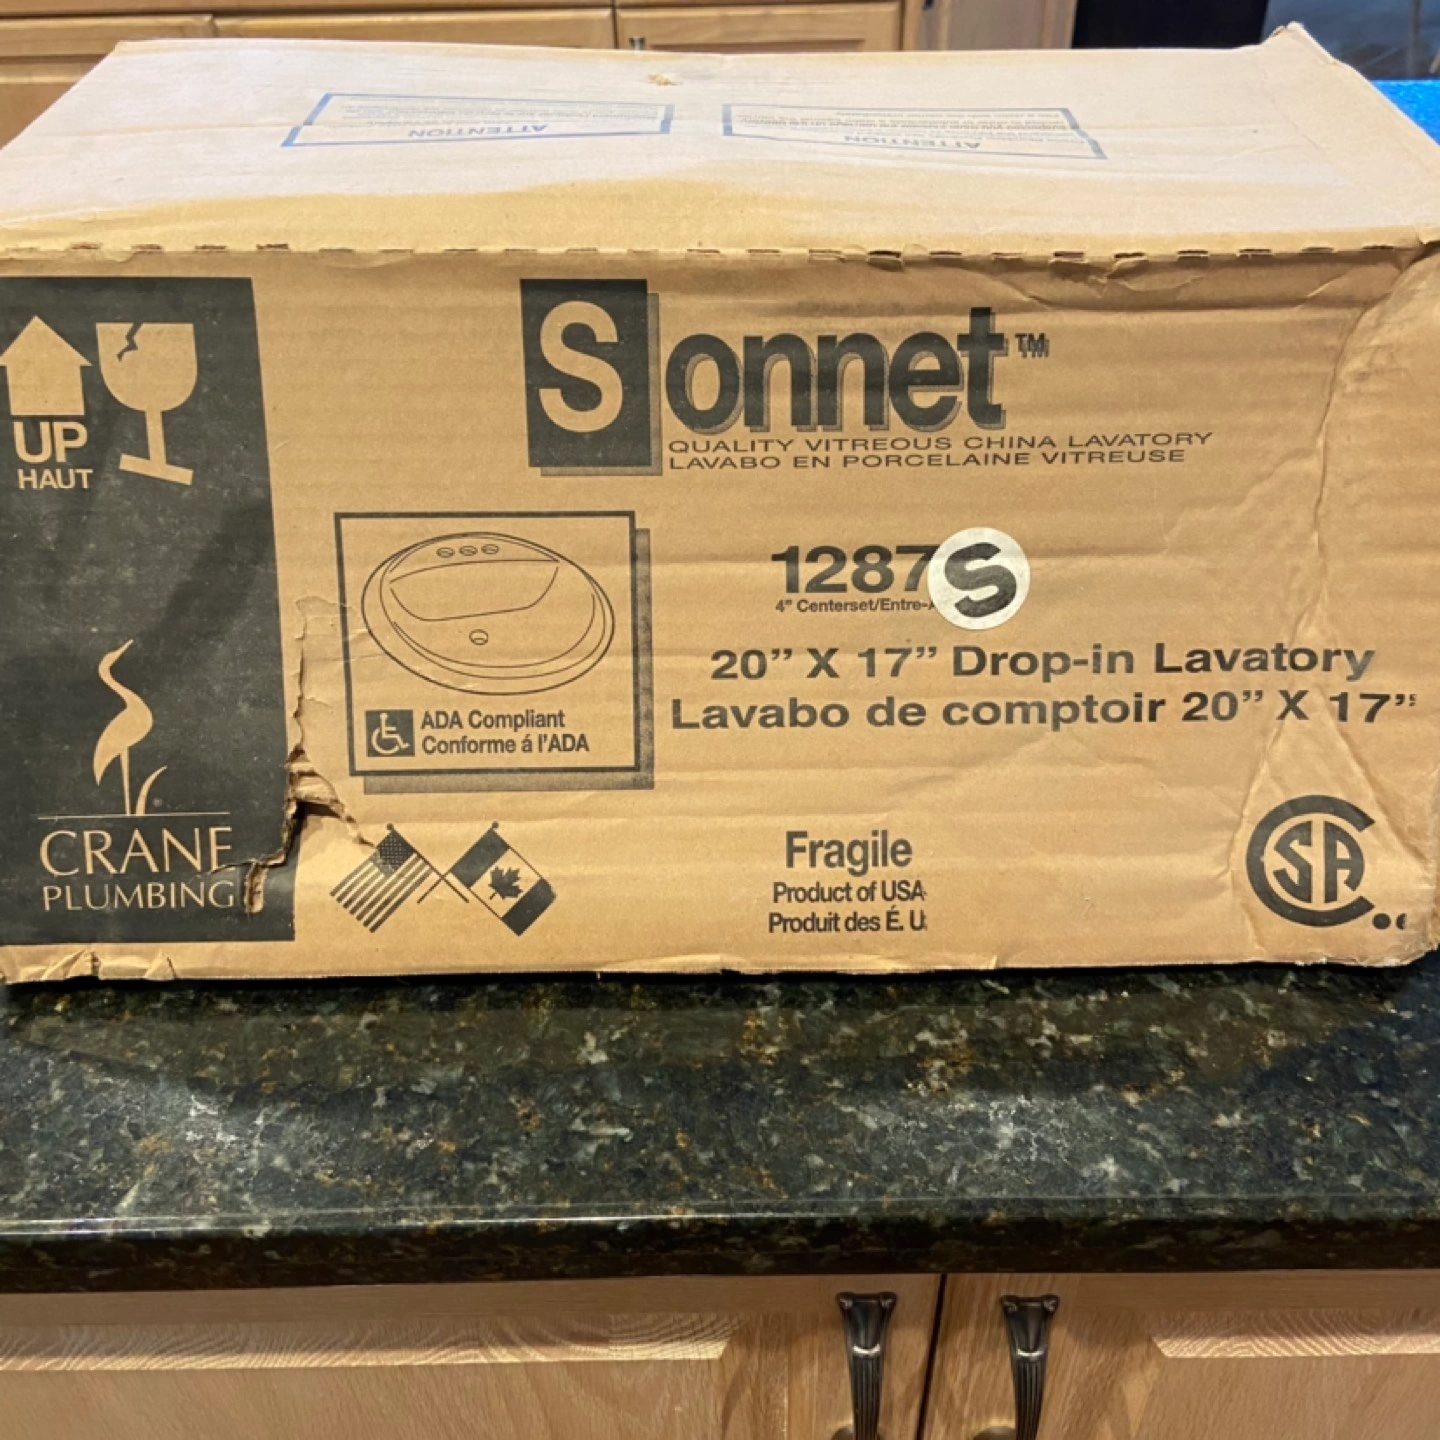 ATTENTION
ATTENTION
Sonnet™
QUALITY VITREOUS CHINA LAVATORY
LAVABO EN PORCELAINE VITREUSE
UP
HAUT
1287 S
4" Centerset/Entre-
20" X 17" Drop-in Lavatory
Lavabo de comptoir 20" X 17"
ADA Compliant
Conforme á l'ADA
CRANE
PLUMBING
®
Fragile
Product of USA
Produit des É. U.
CSA